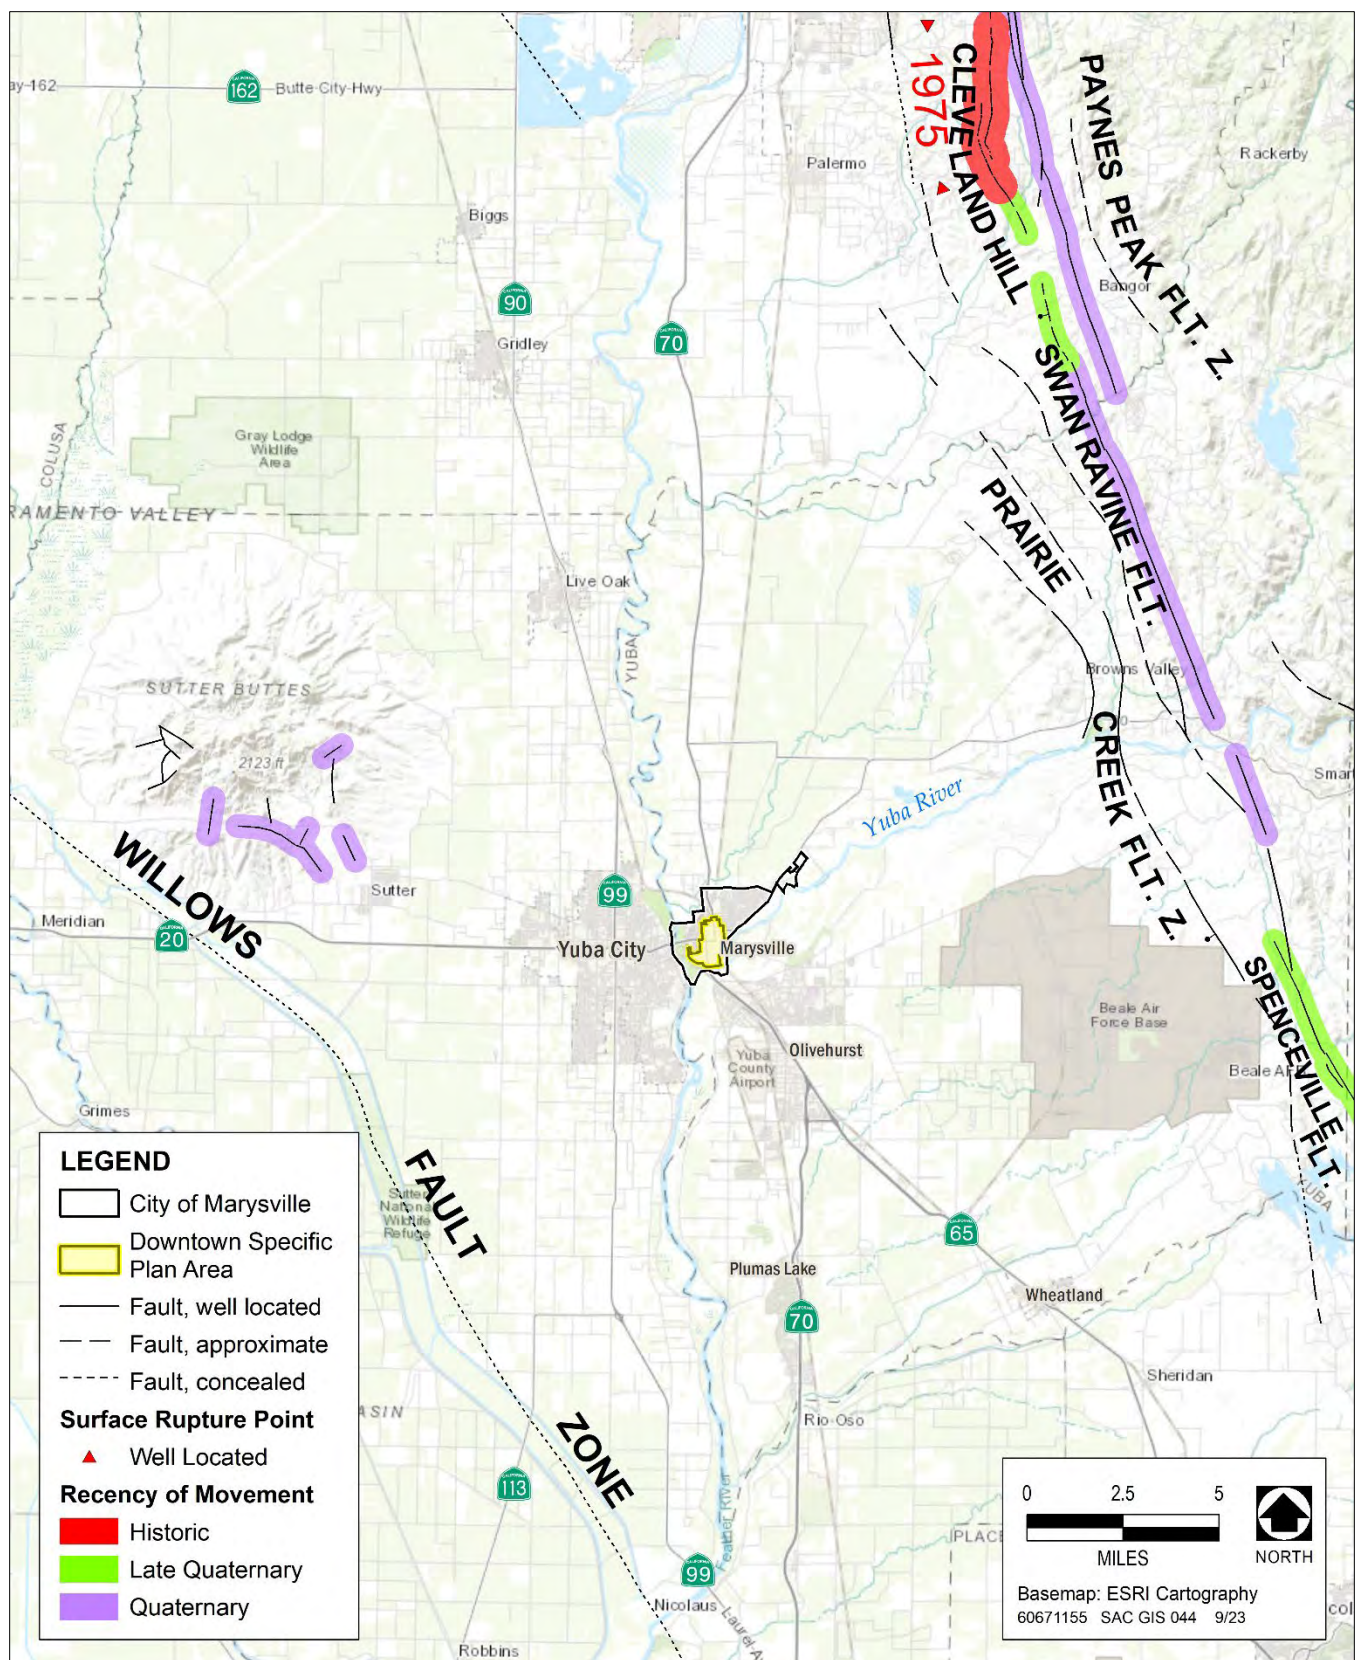 ay-162
162
Butte City Hwy
1975
CLEVELAND HILL
PAYNES PEAK FLT. Z.
Palermo
Rackerby
Biggs
90
Gridley
70
Bangor
SWAN RAVINE FLT.
COLUSA
Gray Lodge
Wildlife
Area
RAMENTO VALLEY
PRAIRIE
CREEK FLT. Z.
Live Oak
YUBA
Browns Valley
SUTTER BUTTES
2123 ft
Smar
Yuba River
WILLOWS
FAULT
ZONE
Sutter
99
Meridian
20
Yuba City
Marysville
SPENCEVILLE FLT.
Beale Air
Force Base
Olivehurst
Yuba
County
Airport
Beale AFB
Grimes
Sutter
National
Wildlife
Refuge
YUBA
65
Plumas Lake
Wheatland
70
Sheridan
ASIN
Rio Oso
113
Feather River
PLACE
99
Nicolaus
Laurel-A
Robbins
col
LEGEND
City of Marysville
Downtown Specific
Plan Area
Fault, well located
Fault, approximate
Fault, concealed
Surface Rupture Point
Well Located
Recency of Movement
Historic
Late Quaternary
Quaternary
0 2.5 5
MILES
NORTH
Basemap: ESRI Cartography
60671155 SAC GIS 044 9/23